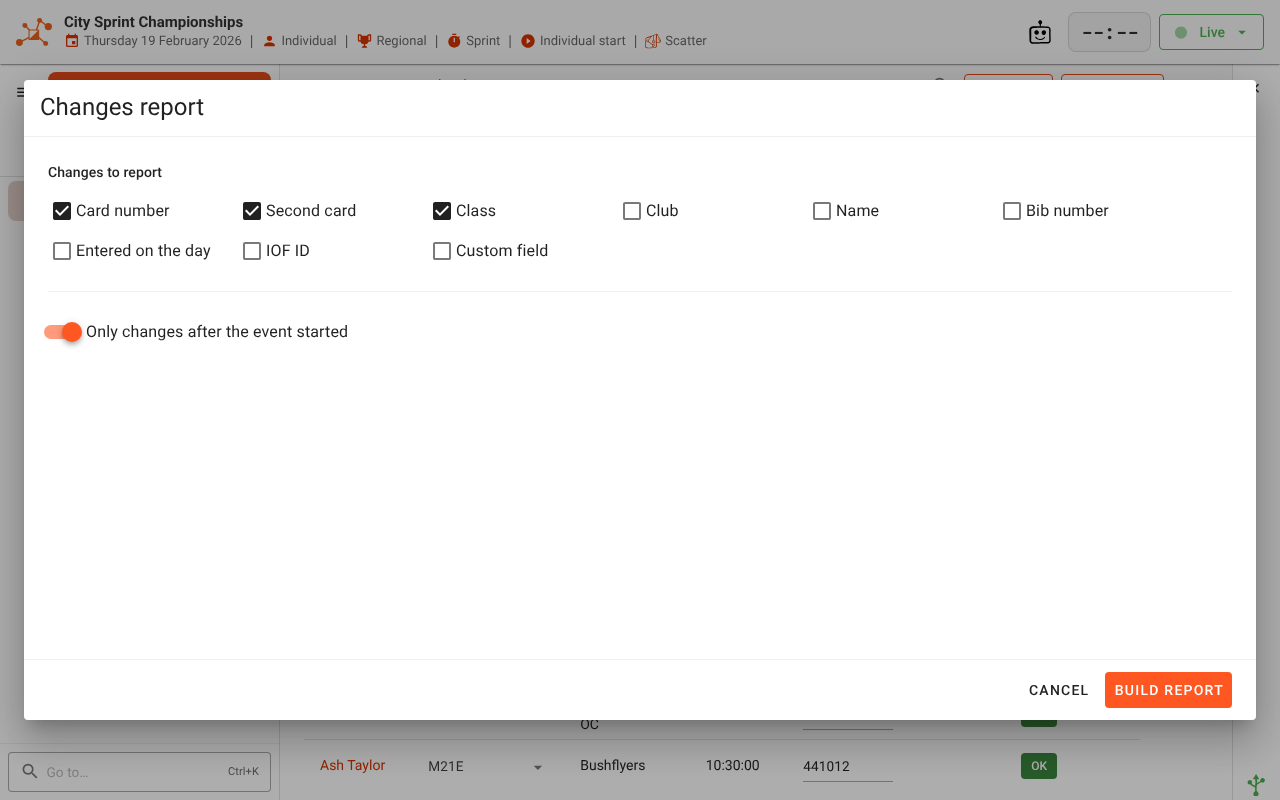 City Sprint Championships
Thursday 19 February 2026 | Individual | Regional | Sprint | Individual start | Scatter
--:--
Live
Changes report
Changes to report
Card number
Second card
Class
Club
Name
Bib number
Entered on the day
IOF ID
Custom field
Only changes after the event started
CANCEL
BUILD REPORT
OC
Go to...
Ctrl+K
Ash Taylor
M21E
Bushflyers
10:30:00
441012
OK